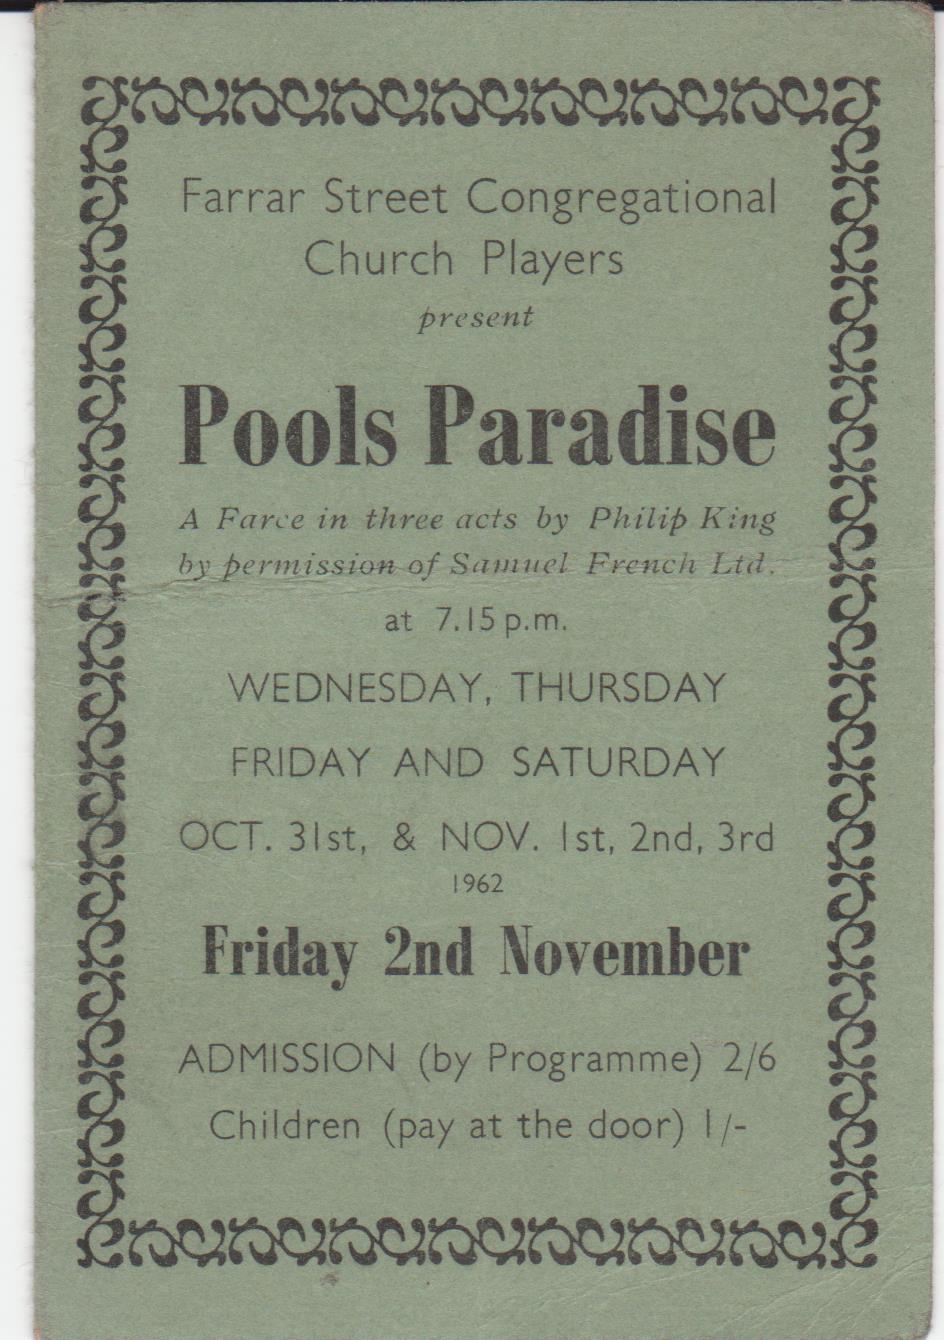 Farrar Street Congregational
Church Players
present
Pools Paradise
A Farce in three acts by Philip King
by permission of Samuel French Ltd.
at 7.15 p.m.
WEDNESDAY, THURSDAY
FRIDAY AND SATURDAY
OCT. 31st, & NOV. 1st, 2nd, 3rd
1962
Friday 2nd November
ADMISSION (by Programme) 2/6
Children (pay at the door) 1/-